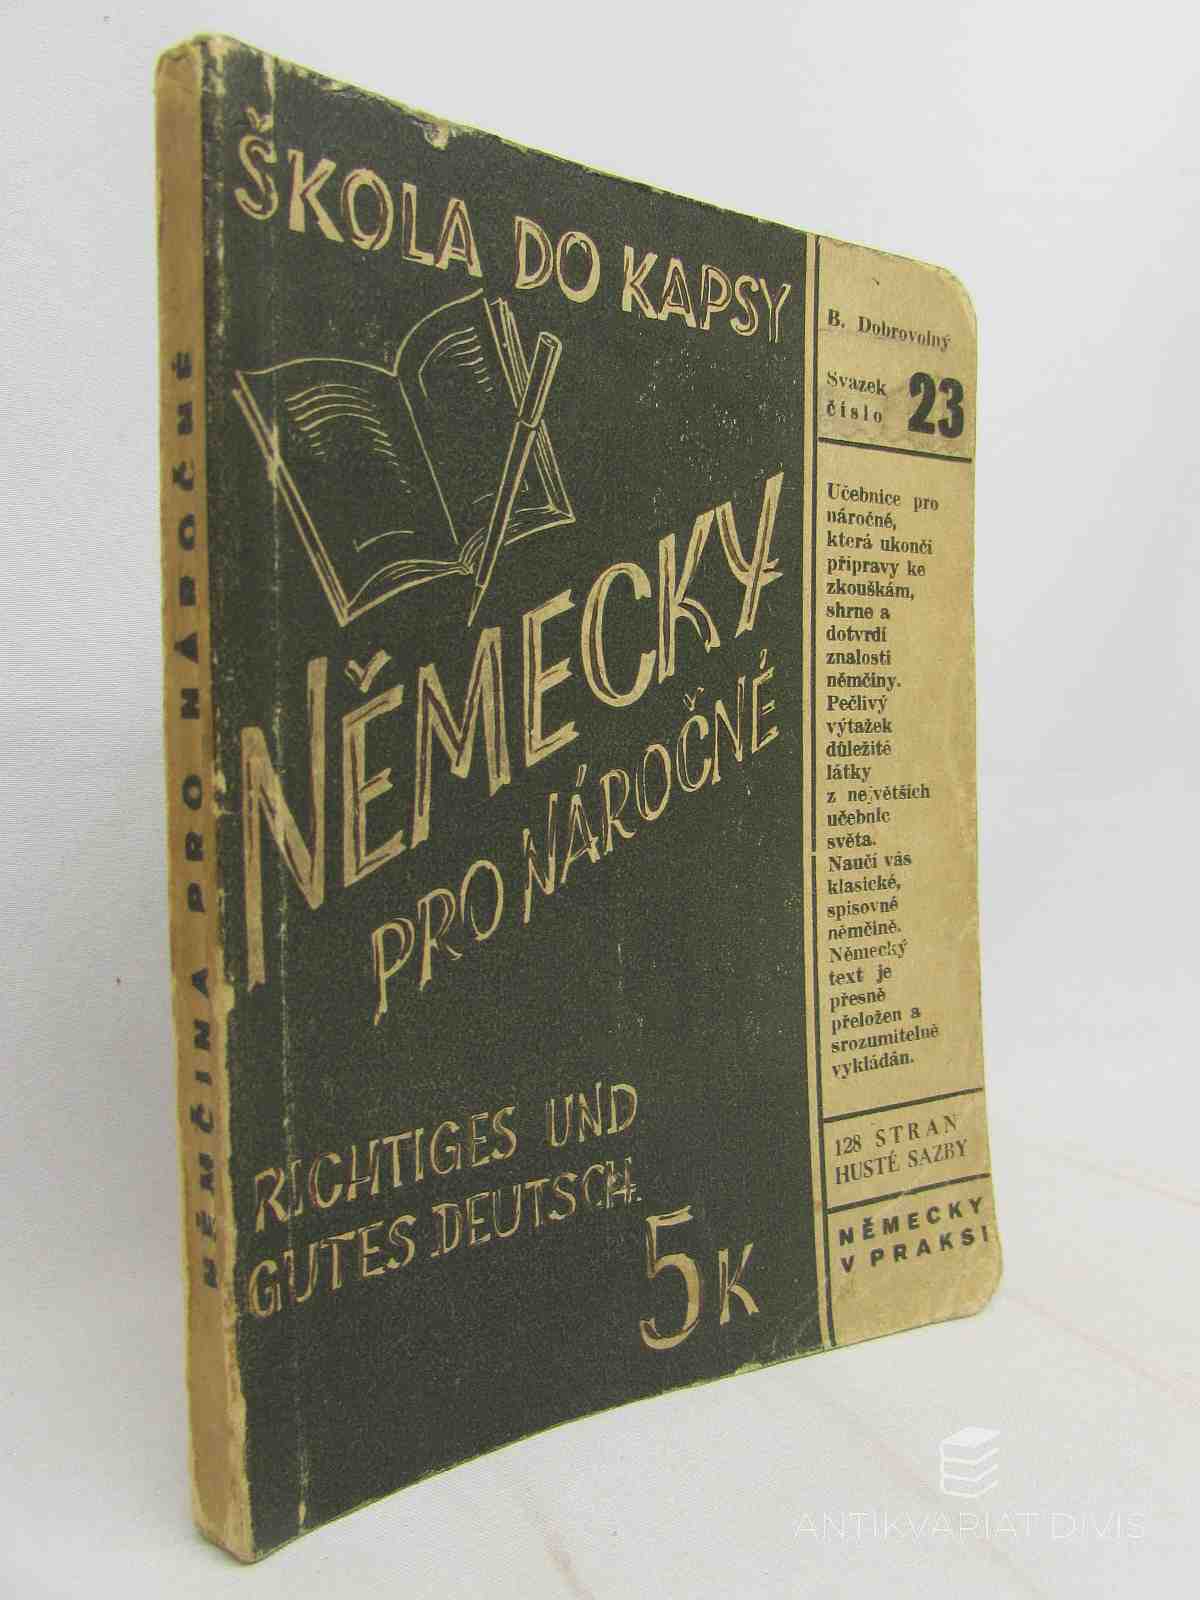 NĚMČINA PRO NÁROČNÉ
ŠKOLA DO KAPSY
NĚMECKY
PRO NÁROČNÉ
RICHTIGES UND
GUTES DEUTSCH.
5K
B. Dobrovolný
Svazek
číslo 23
Učebnice pro
náročné,
která ukončí
přípravy ke
zkouškám,
shrne a
dotvrdí
znalosti
němčiny.
Pečlivý
výtažek
důležité
látky
z největších
učebnic
světa.
Naučí vás
klasické,
spisovné
němčině.
Německý
text je
přesně
přeložen a
srozumitelně
vykládán.
128 STRAN
HUSTÉ SAZBY
NĚMECKY
V PRAKSI
ANTIKVARIAT DIVIS